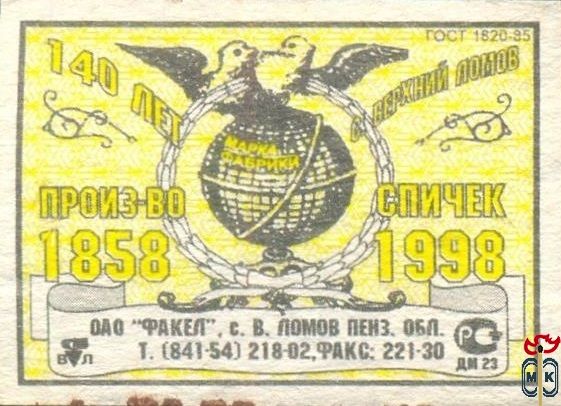 ГОСТ 1820-85
140 ЛЕТ
с. ВЕРХНИЙ ЛОМОВ
МАРКА
ФАБРИКИ
ПРОИЗ-ВО СПИЧЕК
1858 1998
ОАО "ФАКЕЛ", с. В. ЛОМОВ ПЕНЗ. ОБЛ.
Т. (841-54) 218-02, ФАКС: 221-30
ВЛ
РС
ДМ 23
МК